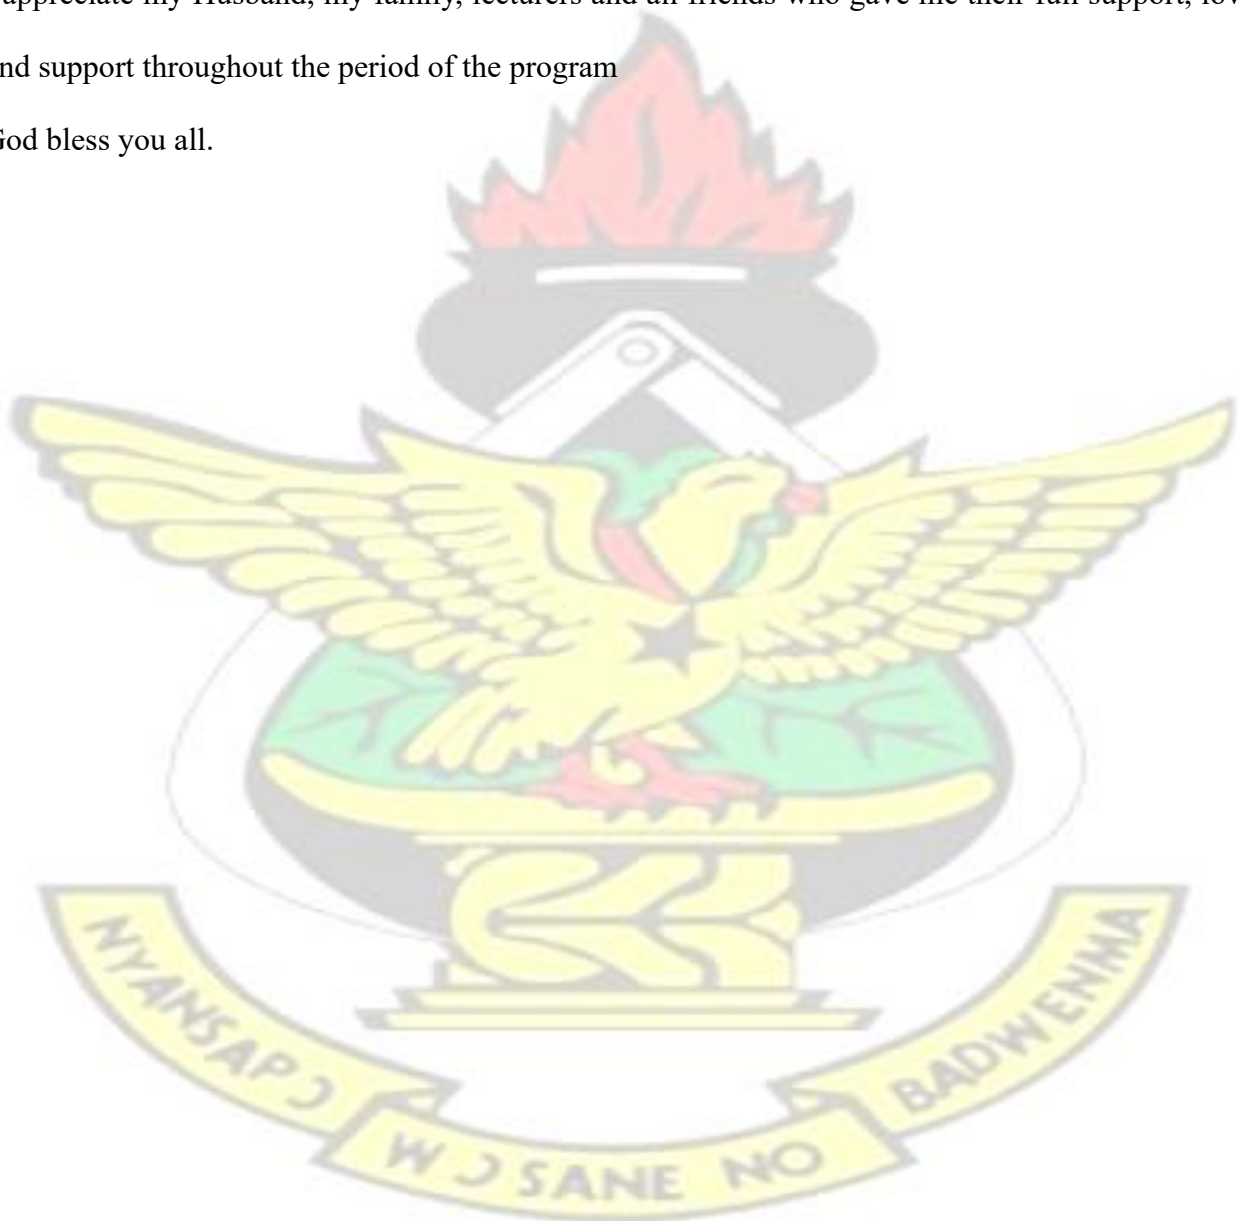 appreciate my Husband, my family, lecturers and all friends who gave me their full support, lov
nd support throughout the period of the program
God bless you all.
NYANSAPƆ
WƆSANE NO
BADWENMA